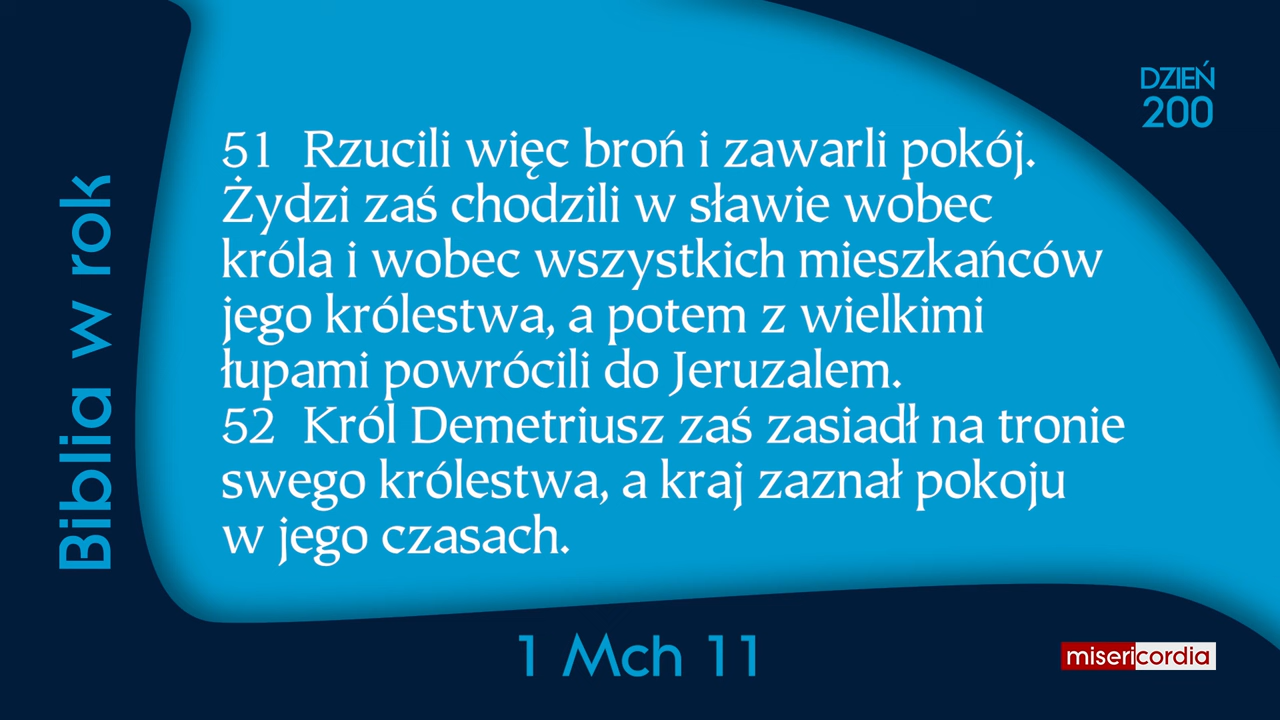 DZIEŃ
200
51 Rzucili więc broń i zawarli pokój.
Żydzi zaś chodzili w sławie wobec
króla i wobec wszystkich mieszkańców
jego królestwa, a potem z wielkimi
łupami powrócili do Jeruzalem.
52 Król Demetriusz zaś zasiadł na tronie
swego królestwa, a kraj zaznał pokoju
w jego czasach.
Biblia w rok
1 Mch 11
misericordia